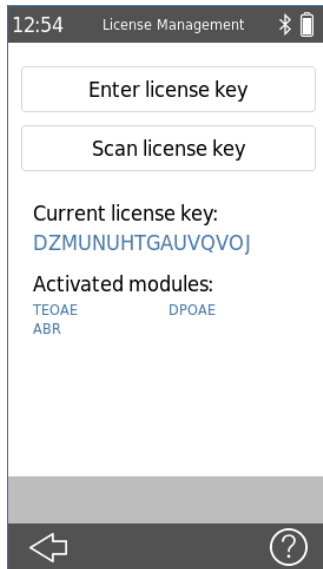 12:54 License Management
Enter license key
Scan license key
Current license key:
DZMUNUHTGAUVQVOJ
Activated modules:
TEOAE DPOAE
ABR
?